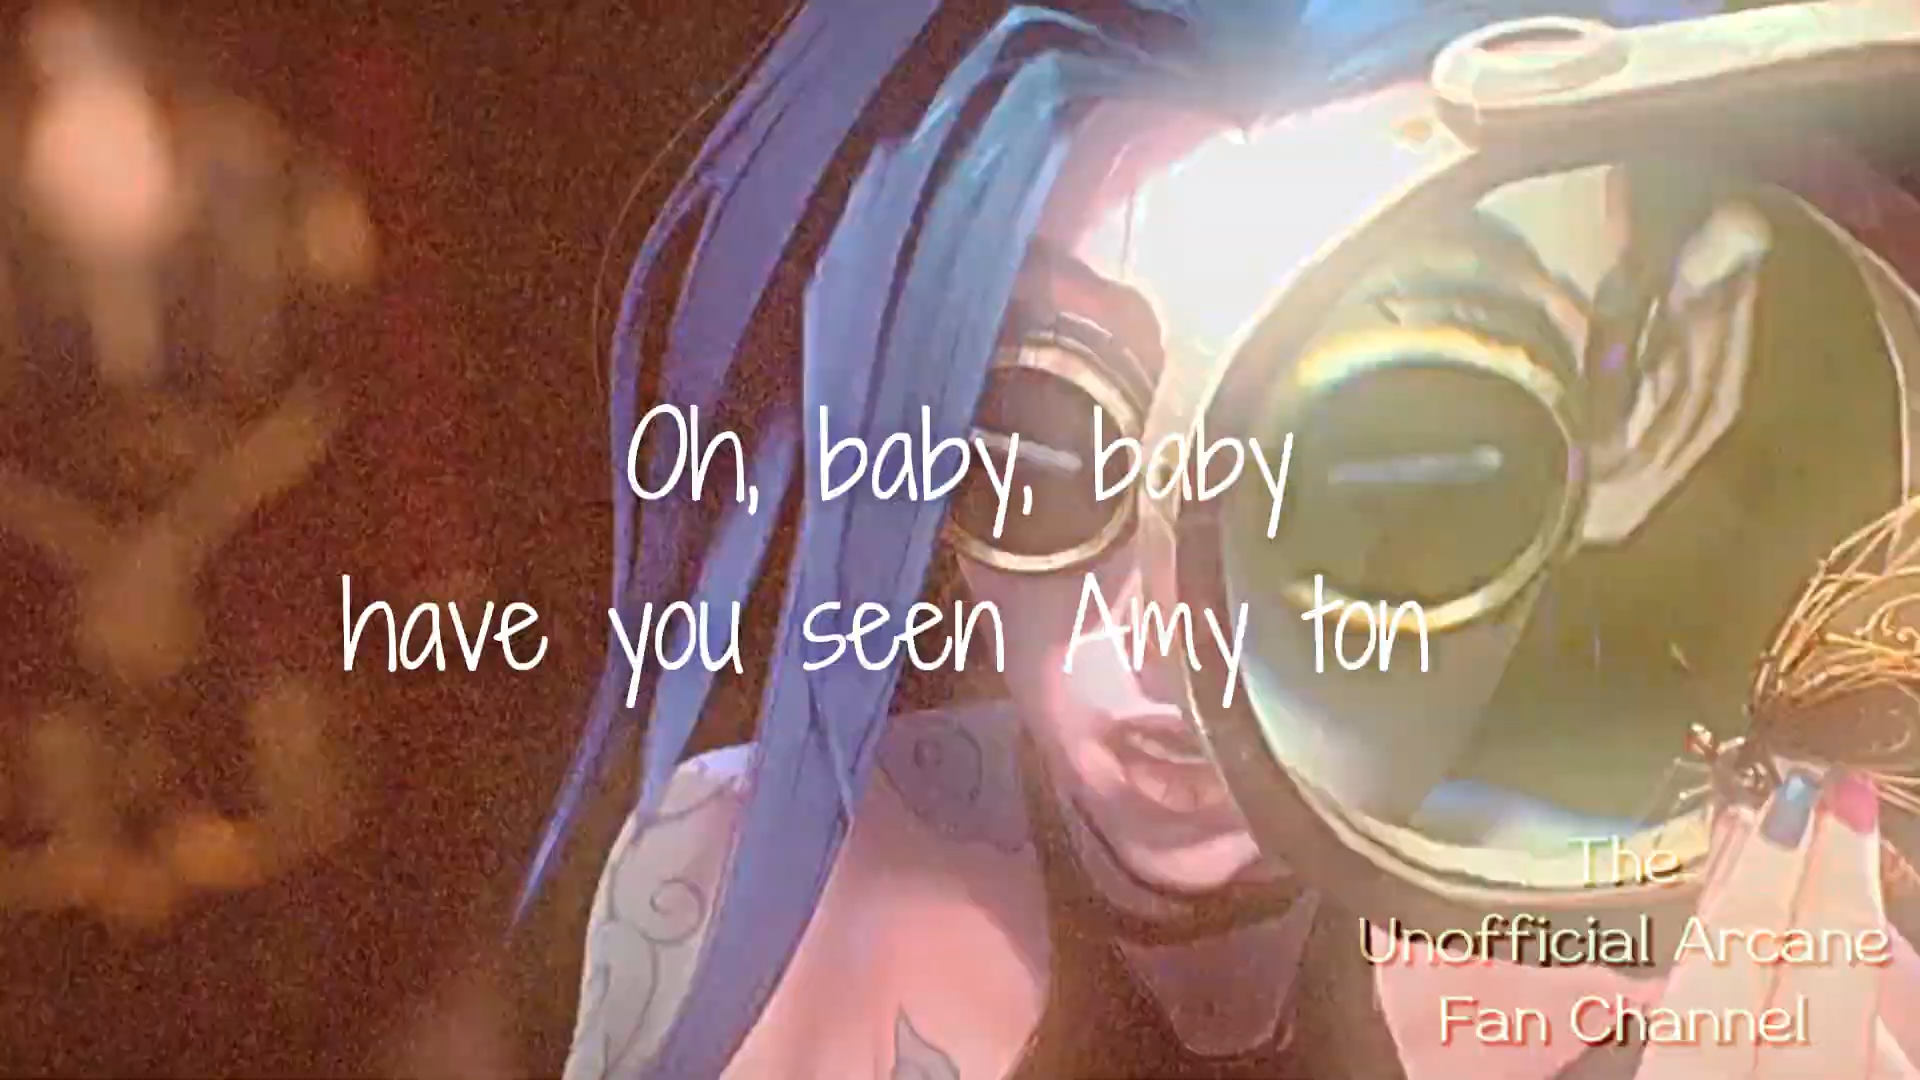 Oh, baby, baby
have you seen Amy ton
The
Unofficial Arcane
Fan Channel